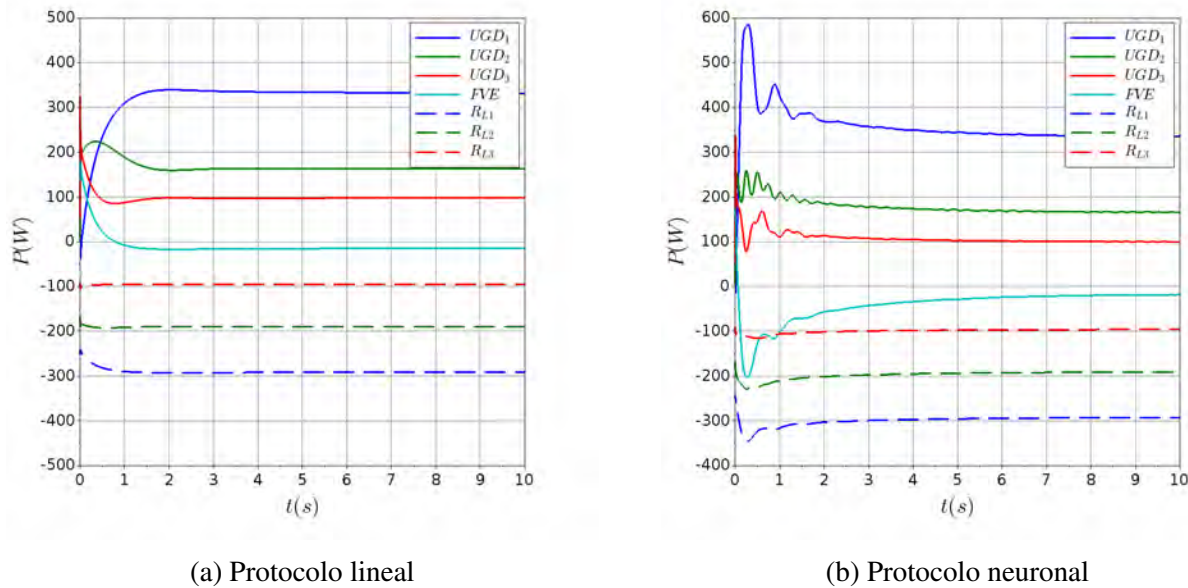 500
400
300
200
100
0
-100
-200
-300
-400
-500
P(W)
0 1 2 3 4 5 6 7 8 9 10
t(s)
UGD1
UGD2
UGD3
FVE
RL1
RL2
RL3
(a) Protocolo lineal
600
500
400
300
200
100
0
-100
-200
-300
-400
P(W)
0 1 2 3 4 5 6 7 8 9 10
t(s)
UGD1
UGD2
UGD3
FVE
RL1
RL2
RL3
(b) Protocolo neuronal